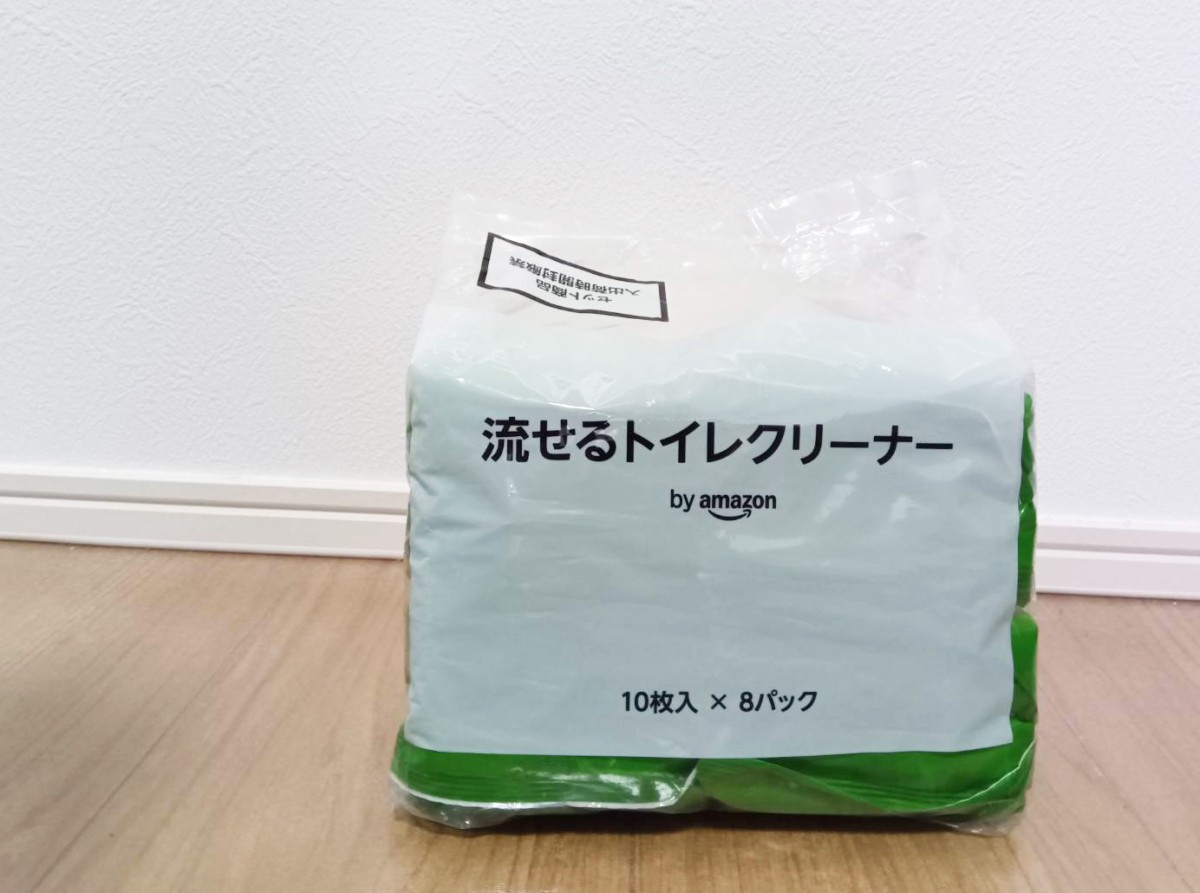 セット商品
入出荷時開封厳禁
流せるトイレクリーナー
by amazon
10枚入 × 8パック